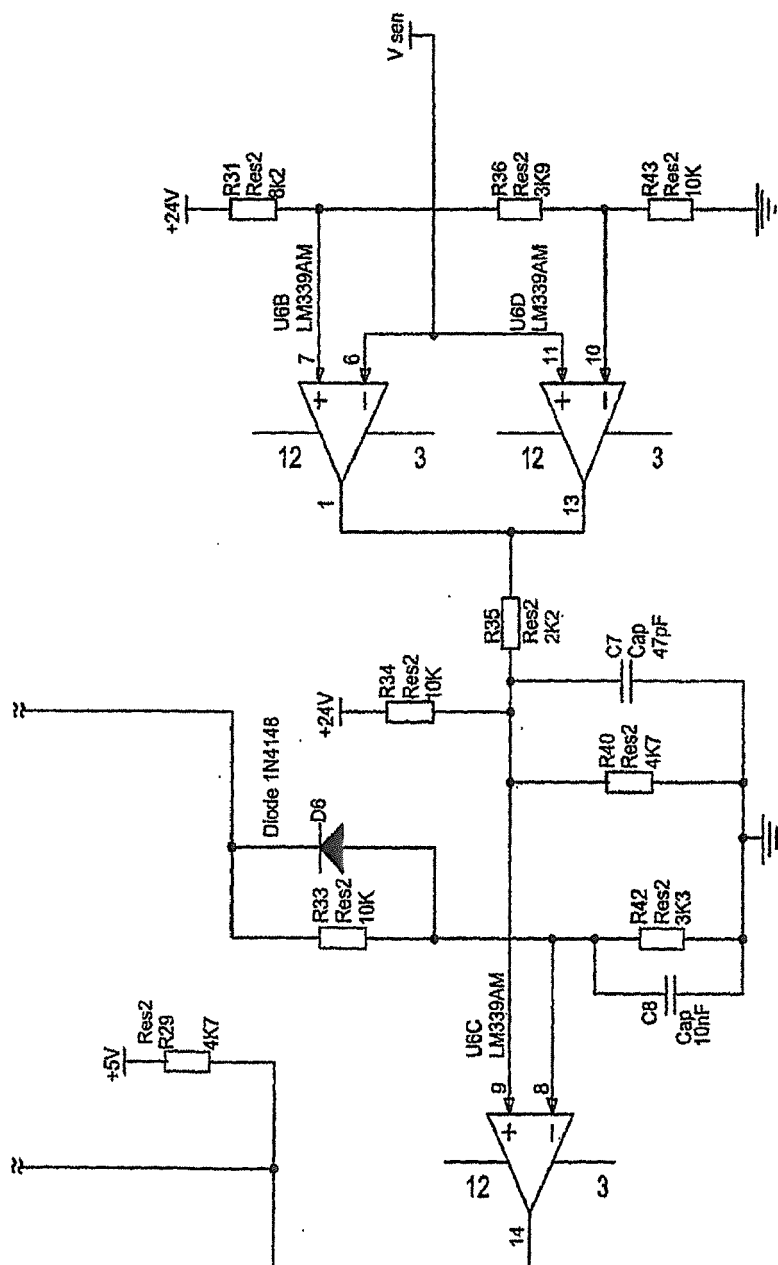 V sen
+24V
R31
Res2
8K2
R36
Res2
3K9
R43
Res2
10K
U6B
LM339AM
7
+
6
−
12
3
1
U6D
LM339AM
11
+
10
−
12
3
13
R35
Res2
2K2
+24V
R34
Res2
10K
C7
Cap
47pF
R40
Res2
4K7
Diode 1N4148
D6
R33
Res2
10K
R42
Res2
3K3
C8
Cap
10nF
+5V
Res2
R29
4K7
U6C
LM339AM
9
+
8
−
12
3
14